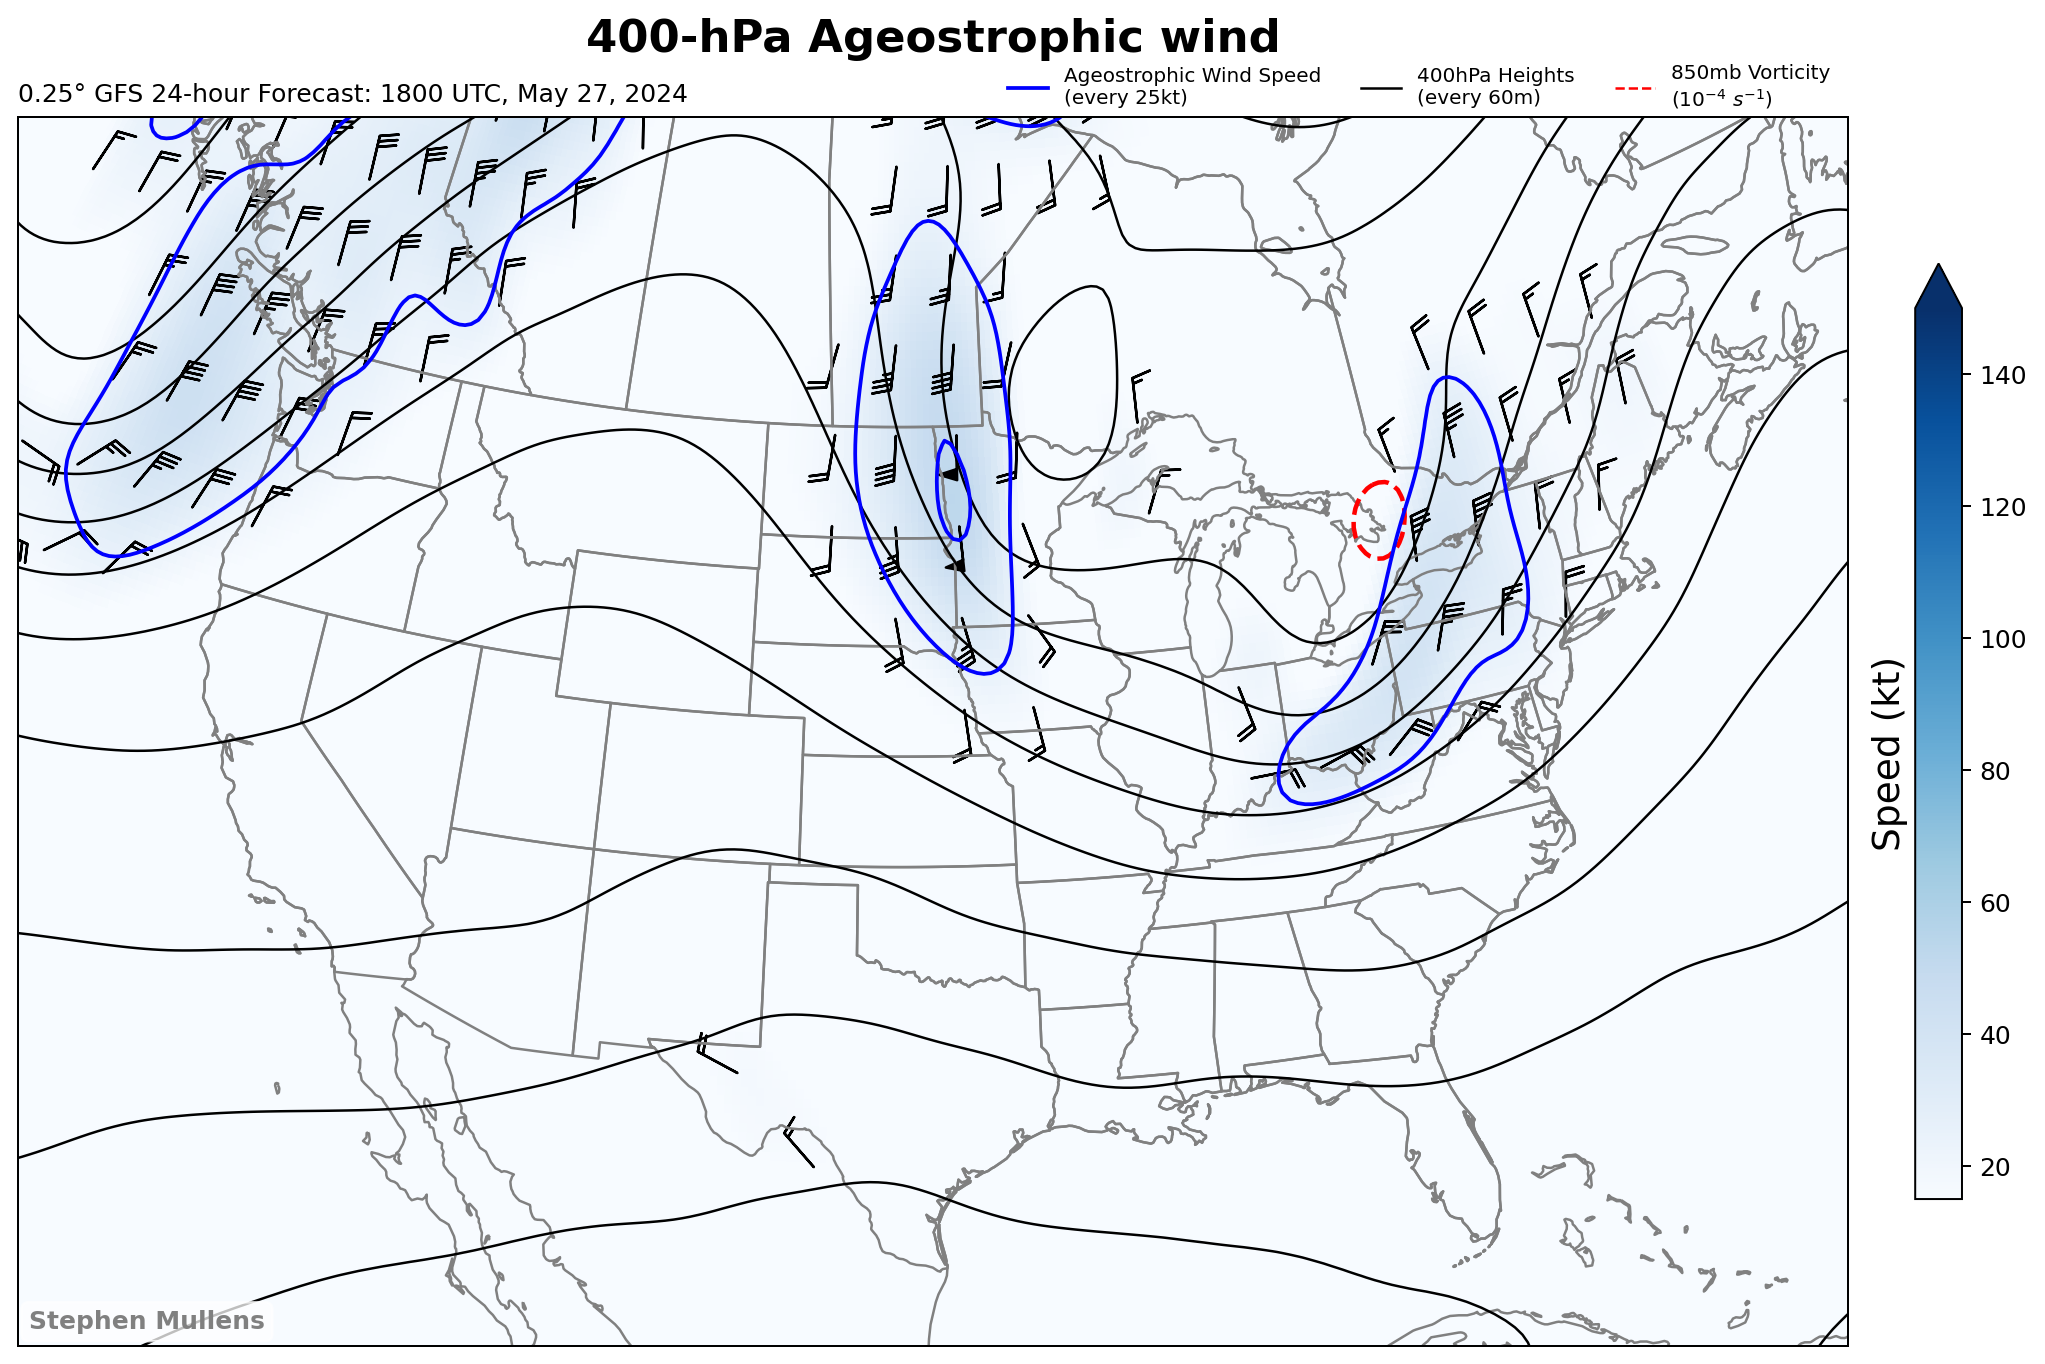 400-hPa Ageostrophic wind
0.25° GFS 24-hour Forecast: 1800 UTC, May 27, 2024
Ageostrophic Wind Speed
(every 25kt)
400hPa Heights
(every 60m)
850mb Vorticity
(10⁻⁴ s⁻¹)
140
120
100
80
60
40
20
Speed (kt)
Stephen Mullens